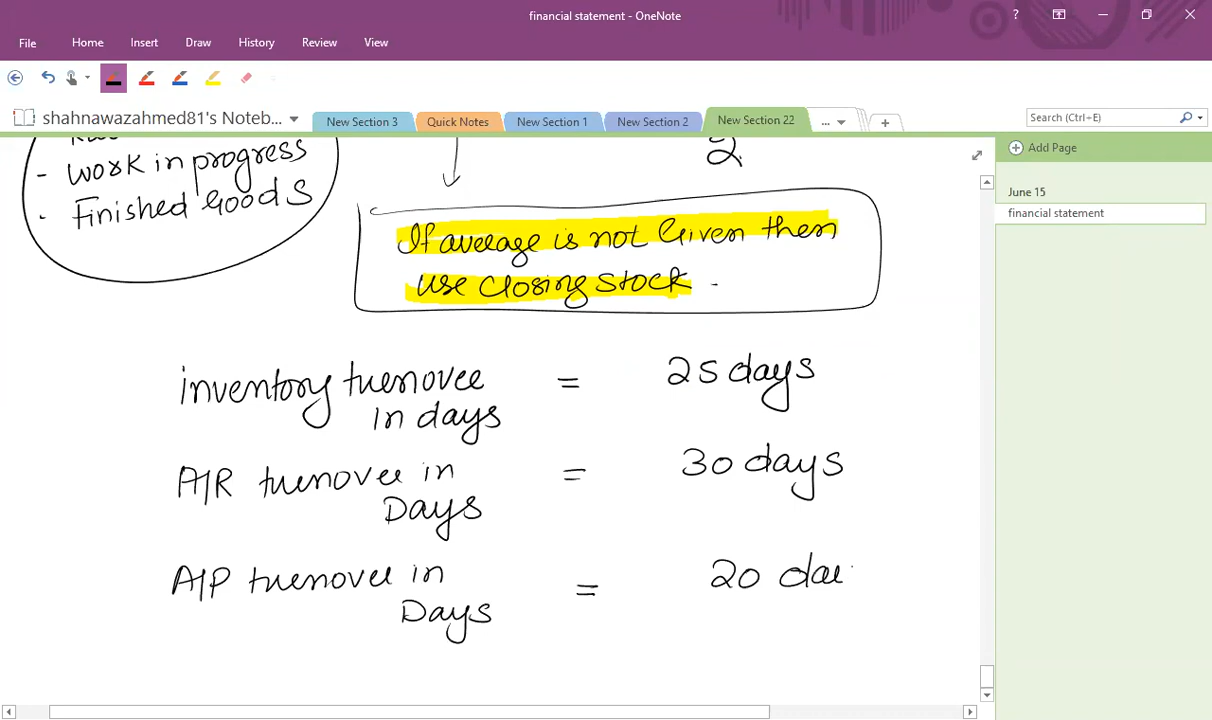 financial statement - OneNote
?
File Home Insert Draw History Review View
shahnawazahmed81's Noteb...
New Section 3
Quick Notes
New Section 1
New Section 2
New Section 22
...
Search (Ctrl+E)
Add Page
June 15
financial statement
2
- work in progress
- Finished Goods
If average is not Given then
use closing stock.
inventory turnover
in days
= 25 days
A/R turnover in
Days
= 30 days
A/P turnover in
Days
= 20 da